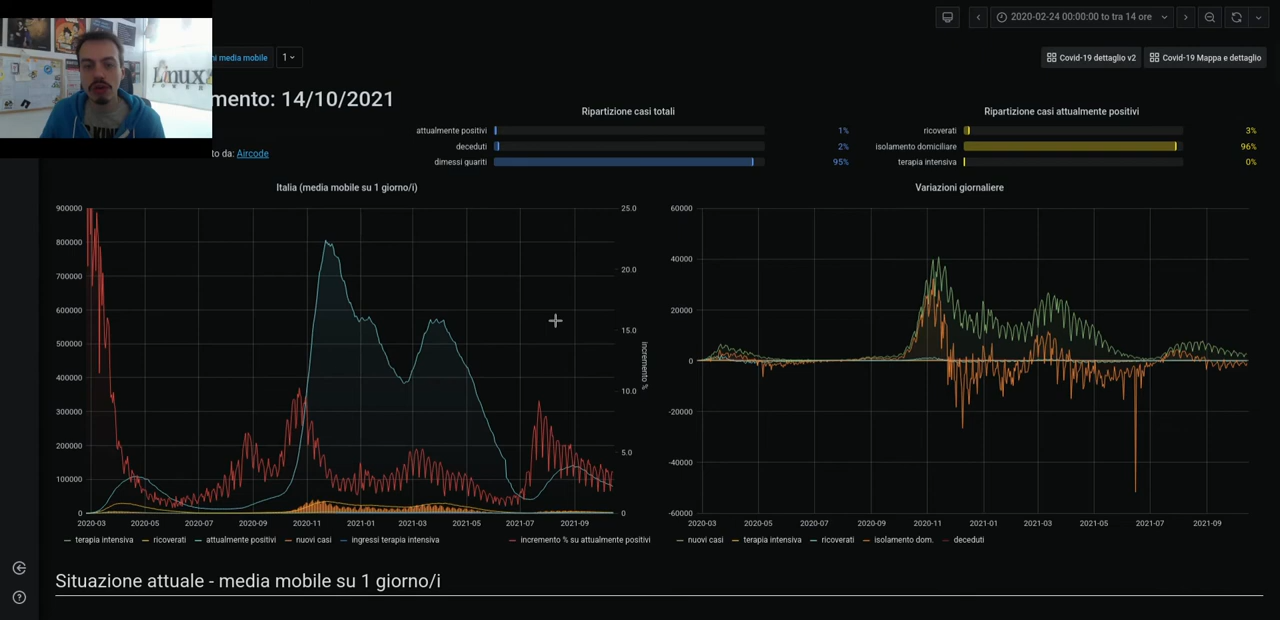 2020-02-24 00:00:00 to tra 14 ore
ni media mobile
1
Covid-19 dettaglio v2
Covid-19 Mappa e dettaglio
Linux
POWER
mento: 14/10/2021
to da: Aircode
Ripartizione casi totali
attualmente positivi 1%
deceduti 2%
dimessi guariti 95%
Ripartizione casi attualmente positivi
ricoverati 3%
isolamento domiciliare 96%
terapia intensiva 0%
Italia (media mobile su 1 giorno/i)
900000
800000
700000
600000
500000
400000
300000
200000
100000
0
25.0
20.0
15.0
10.0
5.0
0
incremento %
2020-03 2020-05 2020-07 2020-09 2020-11 2021-01 2021-03 2021-05 2021-07 2021-09
terapia intensiva ricoverati attualmente positivi nuovi casi ingressi terapia intensiva incremento % su attualmente positivi
Variazioni giornaliere
60000
40000
20000
0
-20000
-40000
-60000
2020-03 2020-05 2020-07 2020-09 2020-11 2021-01 2021-03 2021-05 2021-07 2021-09
nuovi casi terapia intensiva ricoverati isolamento dom. deceduti
Situazione attuale - media mobile su 1 giorno/i
?